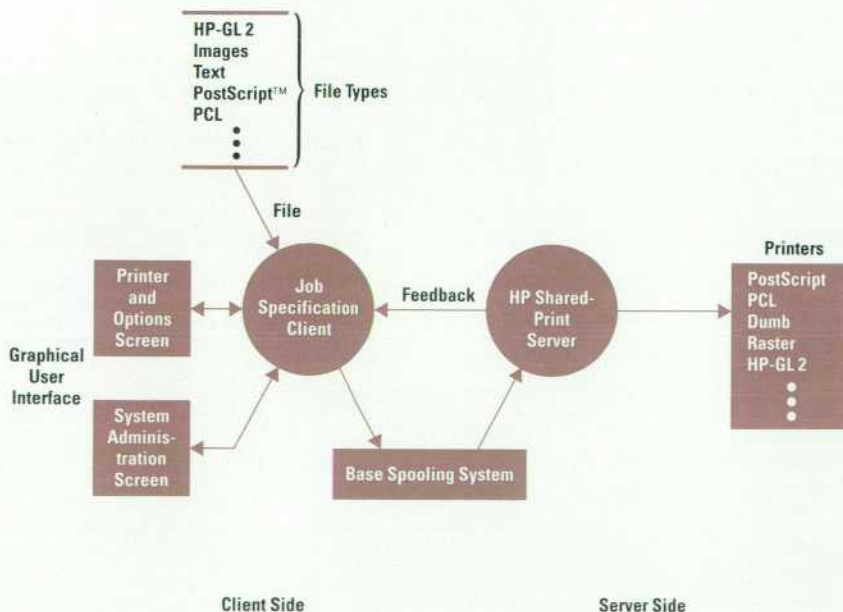 HP-GL 2
Images
Text
PostScript™
PCL
File Types
File
Printer
and
Options
Screen
Graphical
User
Interface
System
Adminis-
tration
Screen
Job
Specification
Client
Feedback
HP Shared-
Print
Server
Base Spooling System
Printers
PostScript
PCL
Dumb
Raster
HP-GL 2
Client Side
Server Side